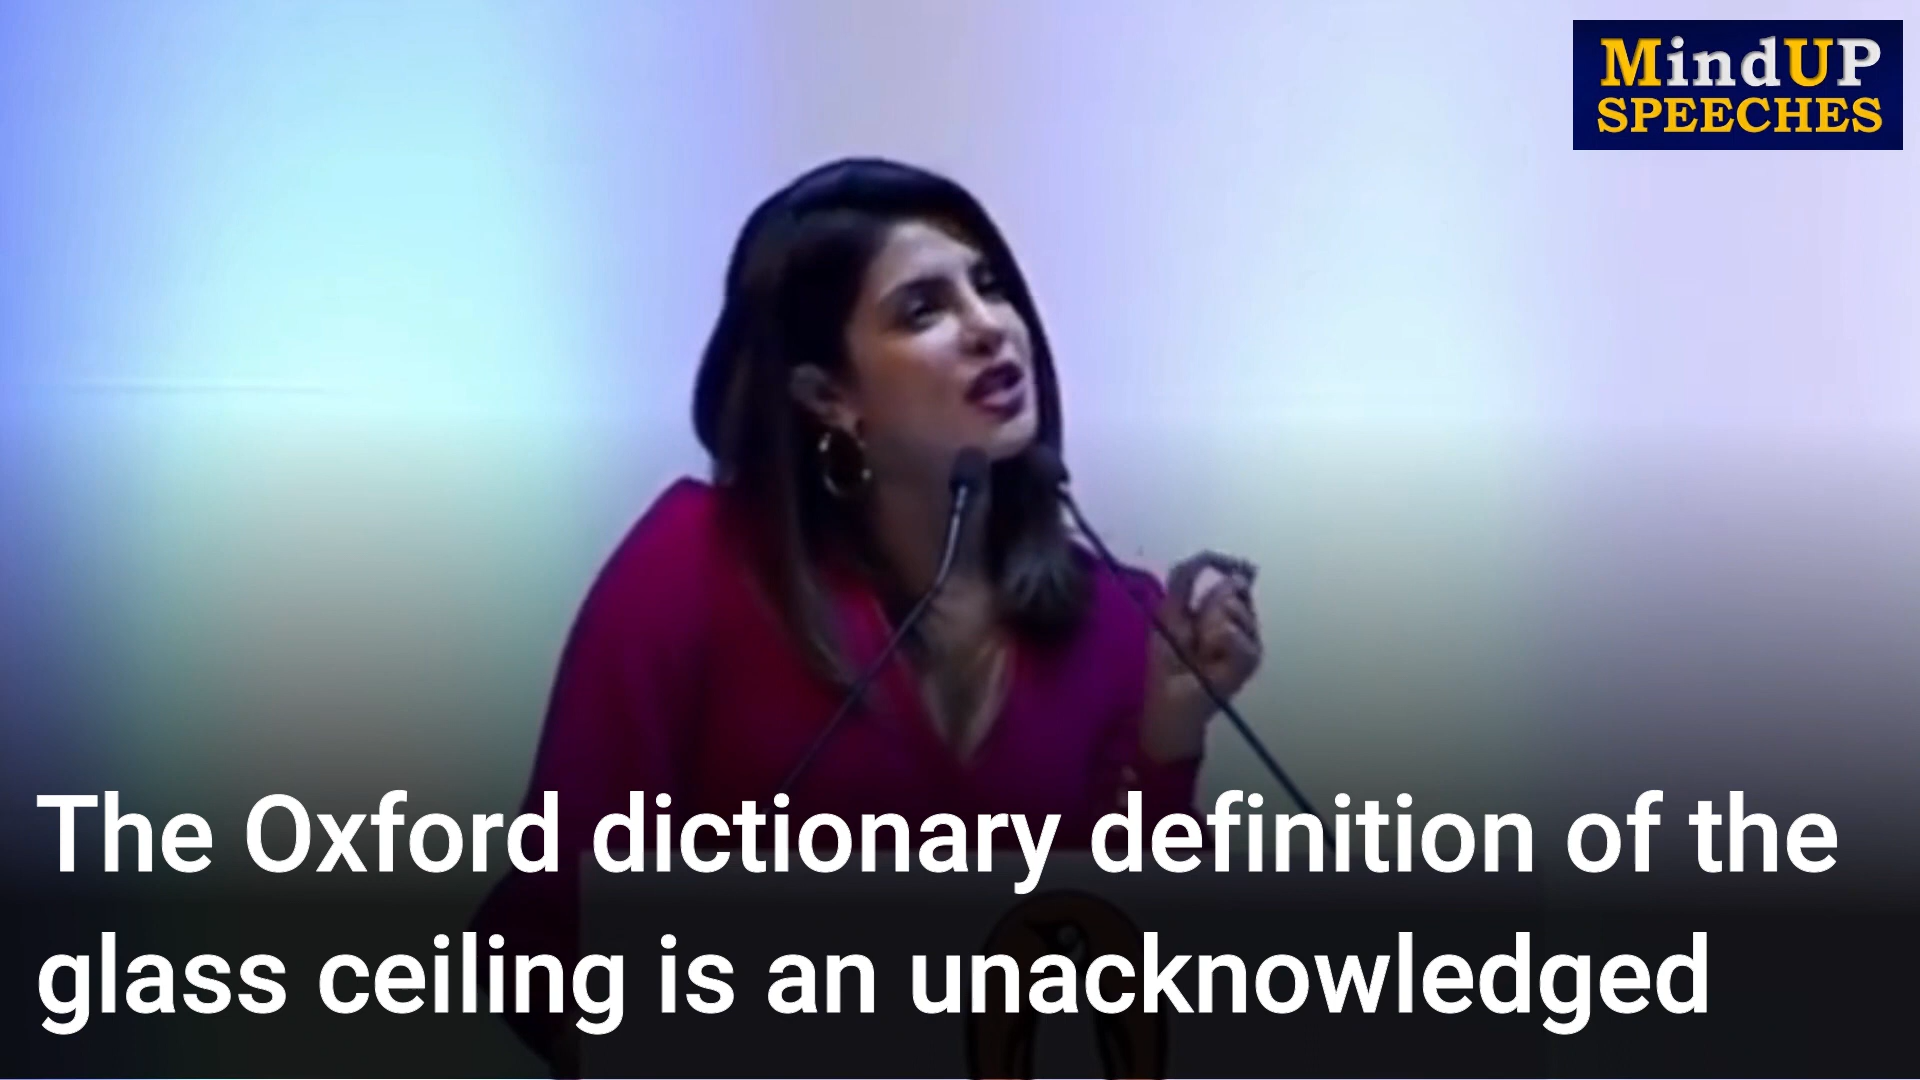 MindUP
SPEECHES
The Oxford dictionary definition of the
glass ceiling is an unacknowledged